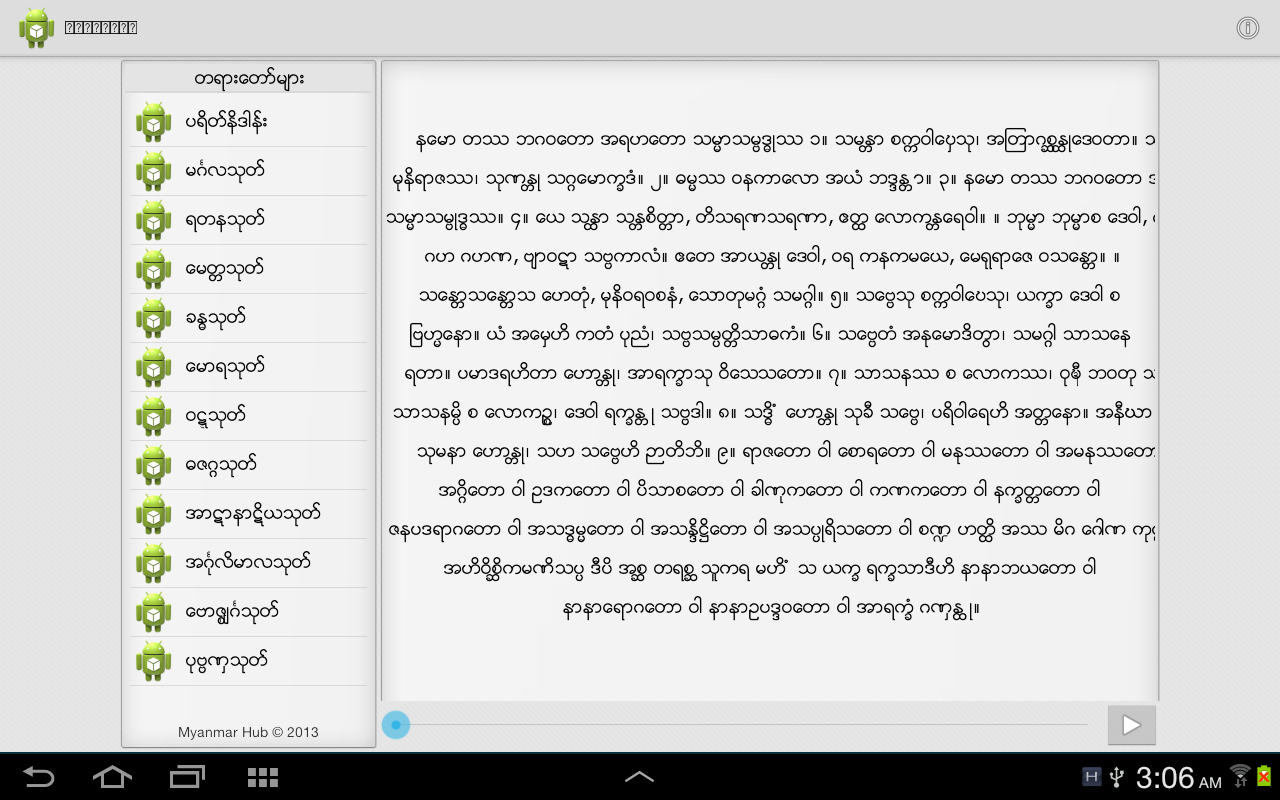 တရားတော်များ
ပရိတ်နိဒါန်း
မင်္ဂလသုတ်
ရတနသုတ်
မေတ္တသုတ်
ခန္ဓသုတ်
မောရသုတ်
ဝဋ္ဋသုတ်
ဓဇဂ္ဂသုတ်
အာဋာနာဋိယသုတ်
အင်္ဂုလိမာလသုတ်
ဗောဇ္ဈင်္ဂသုတ်
ပုဗ္ဗဏှသုတ်
Myanmar Hub © 2013
နမော တဿ ဘဂဝတော အရဟတော သမ္မာသမ္ဗဒ္ဓုဿ ၁။ သမန္တာ စက္ကဝါဠေသု၊ အတြာဂစ္ဆန္တုဒေဝတာ။
မုနိရာဇဿ၊ သုဏန္တု သဂ္ဂမောက္ခဒံ။ ၂။ ဓမ္မဿ ဝနကာလော အယံ ဘဒ္ဒန္တာ။ ၃။ နမော တဿ ဘဂဝတော
သမ္မာသမ္ဗုဒ္ဓဿ။ ၄။ ယေ သန္တာ သန္တစိတ္တာ, တိသရဏသရဏာ, ဧတ္ထ လောကန္တရေဝါ။ ။ ဘုမ္မာ ဘုမ္မာစ ဒေဝါ,
ဂဟ ဂဟဏ, ဗျာဝဋာ သဗ္ဗကာလံ။ ဧတေ အာယန္တု ဒေဝါ, ဝရ ကနကမယေ, မေရုရာဇေ ဝသန္တော။ ။
သန္တောသန္တောသ ဟေတုံ, မုနိဝရဝစနံ, သောတုမဂ္ဂံ သမဂ္ဂါ။ ၅။ သဗ္ဗေသု စက္ကဝါဠေသု၊ ယက္ခာ ဒေဝါ စ
ဗြဟ္မနော။ ယံ အမှေဟိ ကတံ ပုညံ၊ သဗ္ဗသမ္ပတ္တိသာဓကံ။ ၆။ သဗ္ဗေတံ အနုမောဒိတွာ၊ သမဂ္ဂါ သာသနေ
ရတာ။ ပမာဒရဟိတာ ဟောန္တု၊ အာရက္ခာသု ဝိသေသတော။ ၇။ သာသနဿ စ လောကဿ၊ ဝုဍ္ဎီ ဘဝတု
သာသနမ္ပိ စ လောကဉ္စ၊ ဒေဝါ ရက္ခန္တု သဗ္ဗဒါ။ ၈။ သဒ္ဓိံ ဟောန္တု သုခီ သဗ္ဗေ၊ ပရိဝါရေဟိ အတ္တနော။ အနီဃာ
သုမနာ ဟောန္တု၊ သဟ သဗ္ဗေဟိ ဉာတိဘိ။ ၉။ ရာဇတော ဝါ စောရတော ဝါ မနုဿတော ဝါ အမနုဿတော
အဂ္ဂိတော ဝါ ဥဒကတော ဝါ ပိသာစတော ဝါ ခါဏုကတော ဝါ ကဏကတော ဝါ နက္ခတ္တတော ဝါ
ဇနပဒရာဂတော ဝါ အသဒ္ဓမ္မတော ဝါ အသန္ဒိဋ္ဌိတော ဝါ အသပ္ပုရိသတော ဝါ စဏ္ဍ ဟတ္ထိ အဿ မိဂ ဂေါဏ
အဟိဝိစ္ဆိကမဏိသပ္ပ ဒီပိ အစ္ဆ တရစ္ဆ သူကရ မဟိံ သ ယက္ခ ရက္ခသာဒီဟိ နာနာဘယတော ဝါ
နာနာရောဂတော ဝါ နာနာဥပဒ္ဒဝတော ဝါ အာရက္ခံ ဂဏှန္ထု။
3:06 AM